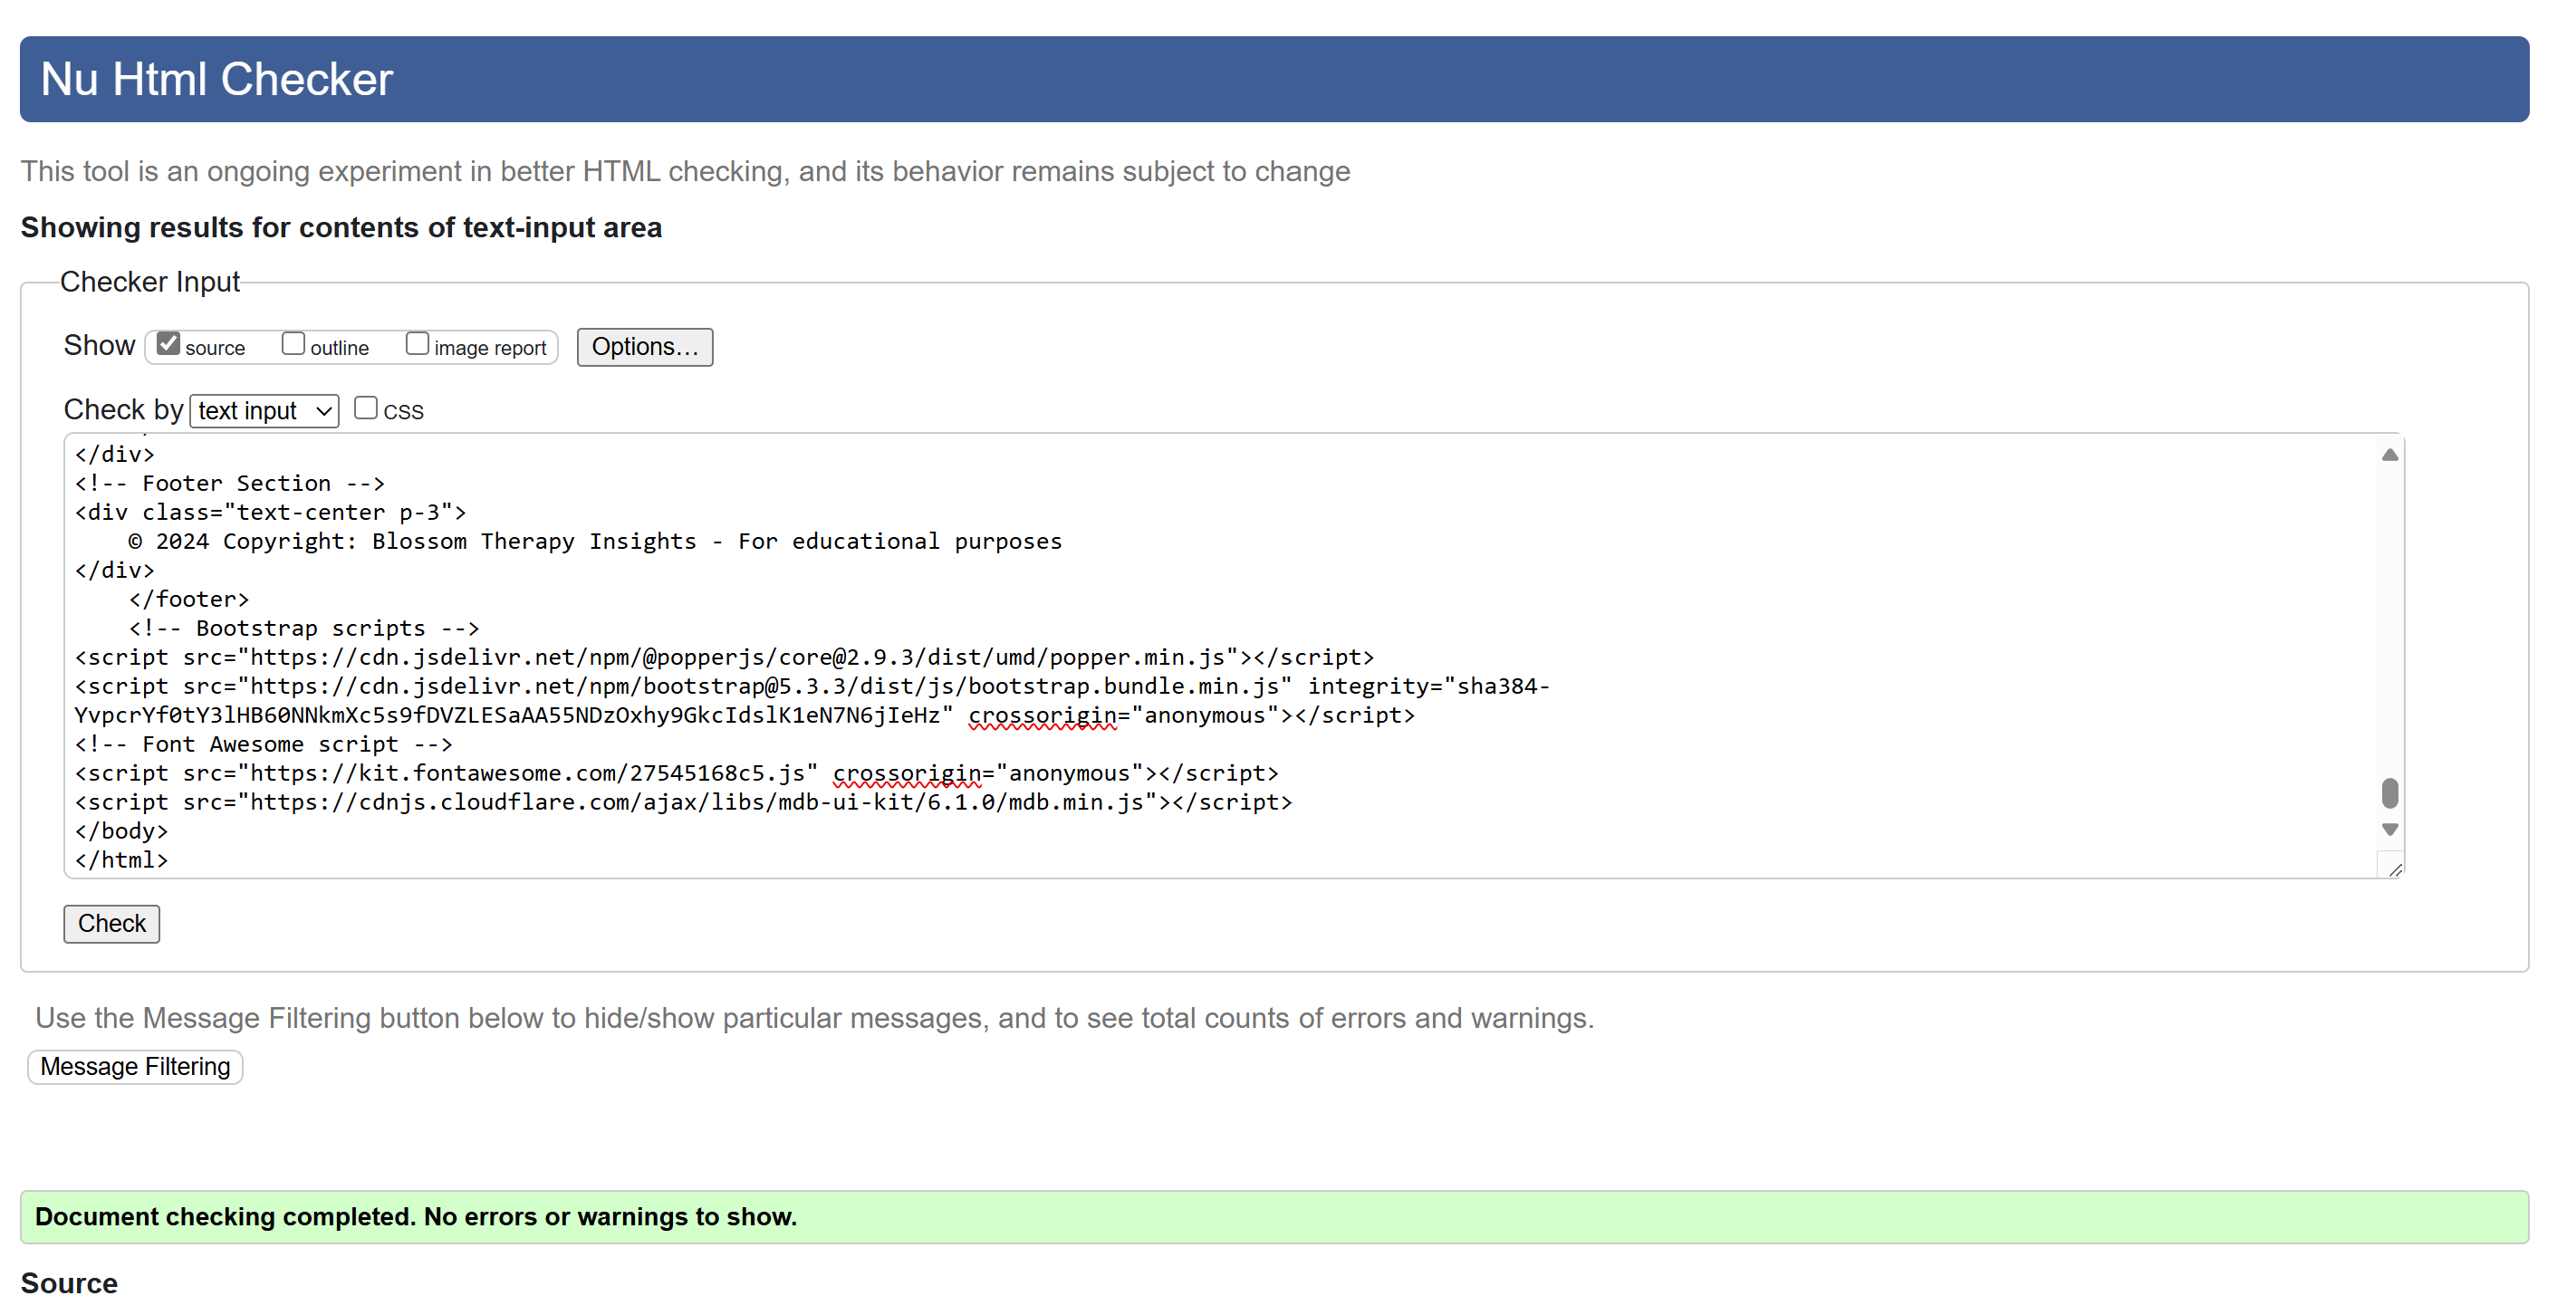 Nu Html Checker
This tool is an ongoing experiment in better HTML checking, and its behavior remains subject to change
Showing results for contents of text-input area
Checker Input
Show source outline image report Options…
Check by text input CSS
</div>
<!-- Footer Section -->
<div class="text-center p-3">
© 2024 Copyright: Blossom Therapy Insights - For educational purposes
</div>
</footer>
<!-- Bootstrap scripts -->
<script src="https://cdn.jsdelivr.net/npm/@popperjs/core@2.9.3/dist/umd/popper.min.js"></script>
<script src="https://cdn.jsdelivr.net/npm/bootstrap@5.3.3/dist/js/bootstrap.bundle.min.js" integrity="sha384-
YvpcrYf0tY3lHB60NNkmXc5s9fDVZLESaAA55NDzOxhy9GkcIdslK1eN7N6jIeHz" crossorigin="anonymous"></script>
<!-- Font Awesome script -->
<script src="https://kit.fontawesome.com/27545168c5.js" crossorigin="anonymous"></script>
<script src="https://cdnjs.cloudflare.com/ajax/libs/mdb-ui-kit/6.1.0/mdb.min.js"></script>
</body>
</html>
Check
Use the Message Filtering button below to hide/show particular messages, and to see total counts of errors and warnings.
Message Filtering
Document checking completed. No errors or warnings to show.
Source